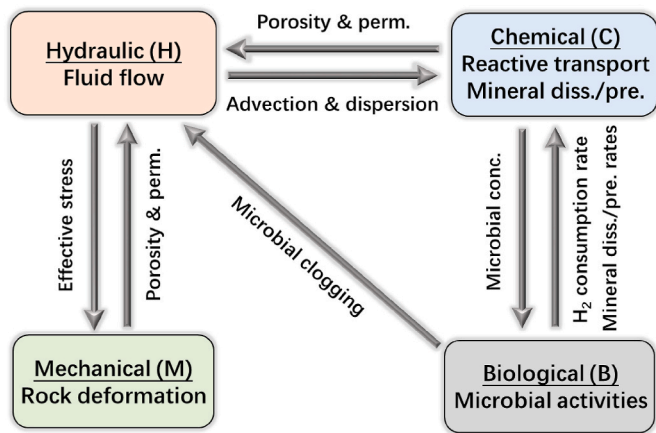 Porosity & perm.
Hydraulic (H)
Fluid flow
Chemical (C)
Reactive transport
Mineral diss./pre.
Advection & dispersion
Effective stress
Porosity & perm.
Microbial clogging
Microbial conc.
H₂ consumption rate
Mineral diss./pre. rates
Mechanical (M)
Rock deformation
Biological (B)
Microbial activities